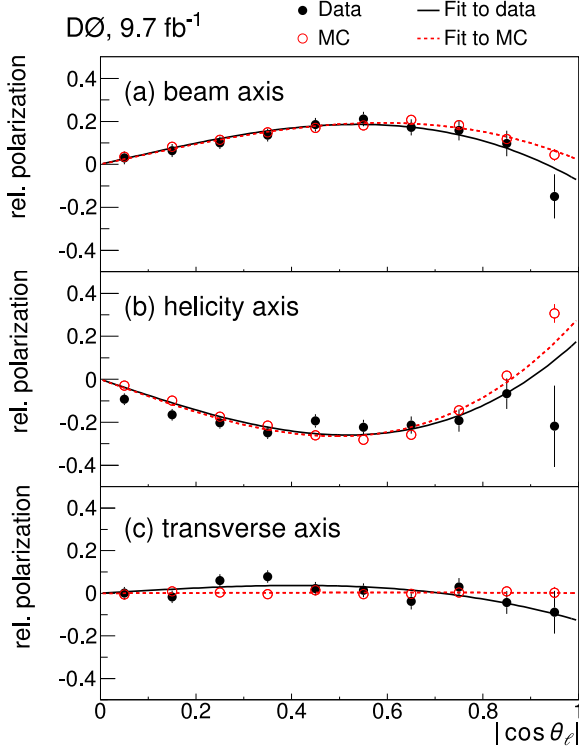 DØ, 9.7 fb-1
Data
Fit to data
MC
Fit to MC
(a) beam axis
rel. polarization
0.4
0.2
0
-0.2
-0.4
(b) helicity axis
rel. polarization
0.4
0.2
0
-0.2
-0.4
(c) transverse axis
rel. polarization
0.4
0.2
0
-0.2
-0.4
0 0.2 0.4 0.6 0.8 1
|cos θℓ|